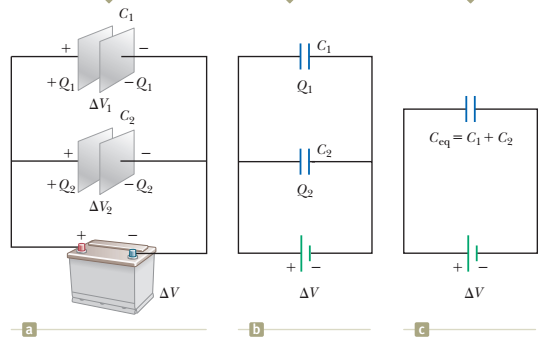 C₁
+ −
+Q₁ −Q₁
ΔV₁
C₂
+ −
+Q₂ −Q₂
ΔV₂
+ −
ΔV
a
C₁
Q₁
C₂
Q₂
+ −
ΔV
b
Ceq = C₁ + C₂
+ −
ΔV
c